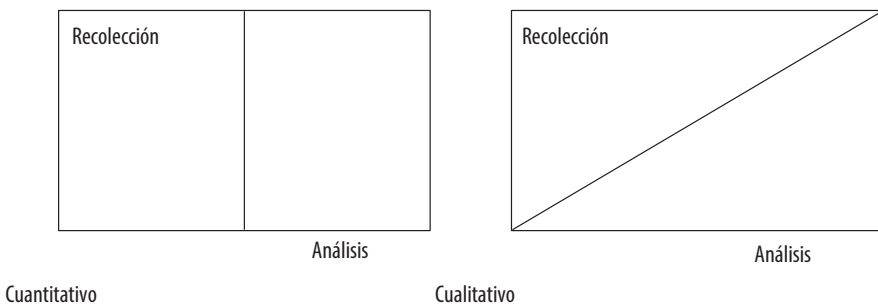 Recolección
Recolección
Análisis
Análisis
Cuantitativo
Cualitativo